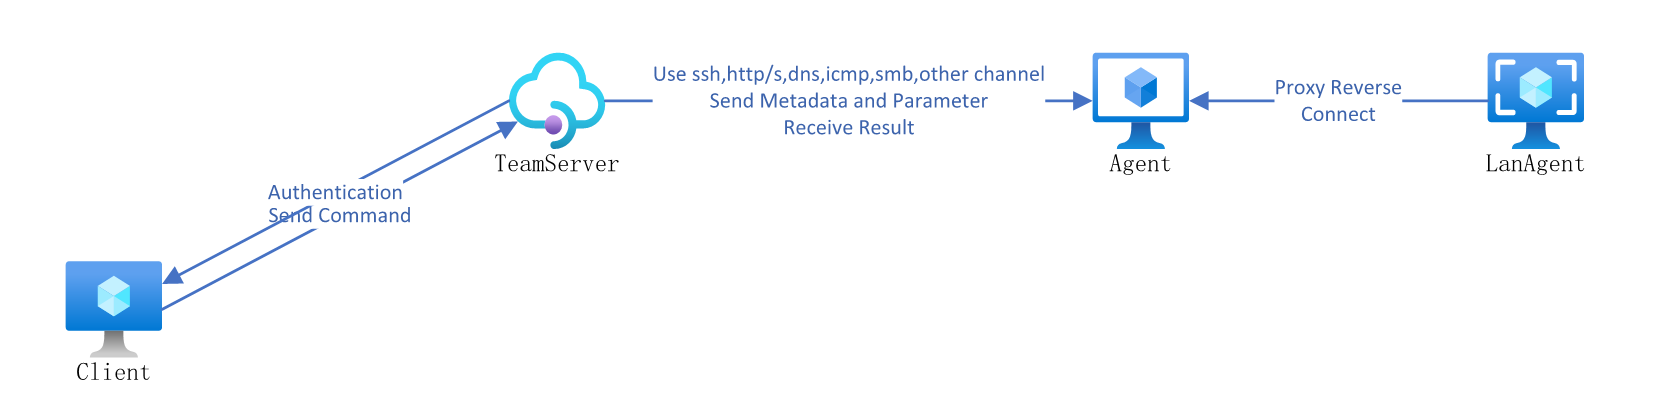 Use ssh,http/s,dns,icmp,smb,other channel
Send Metadata and Parameter
Receive Result
Proxy Reverse
Connect
TeamServer
Agent
LanAgent
Authentication
Send Command
Client